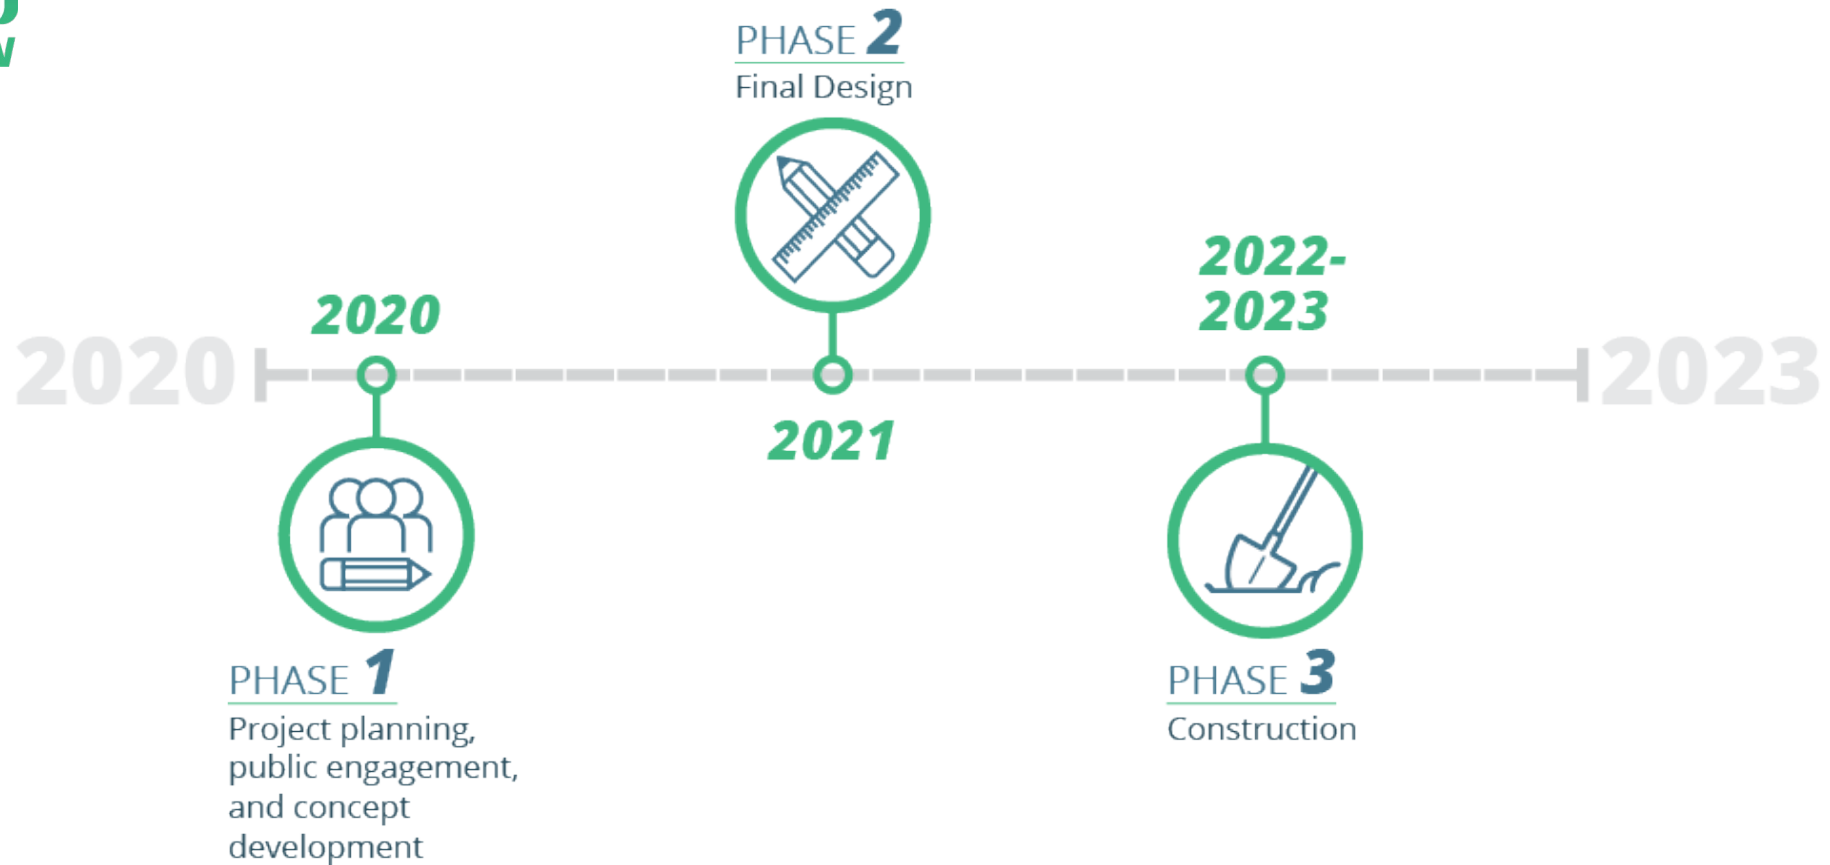 PHASE 2
Final Design
2020
2022-
2023
2020
2023
2021
PHASE 1
Project planning,
public engagement,
and concept
development
PHASE 3
Construction